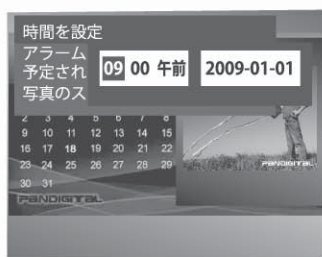 時間を設定
アラーム
予定され
写真のス
09 00 午前
2009-01-01
2 3 4 5 6 7 8
9 10 11 12 13 14 15
16 17 18 19 20 21 22
23 24 25 26 27 28 29
30 31
PANDIGITAL
PANDIGITAL